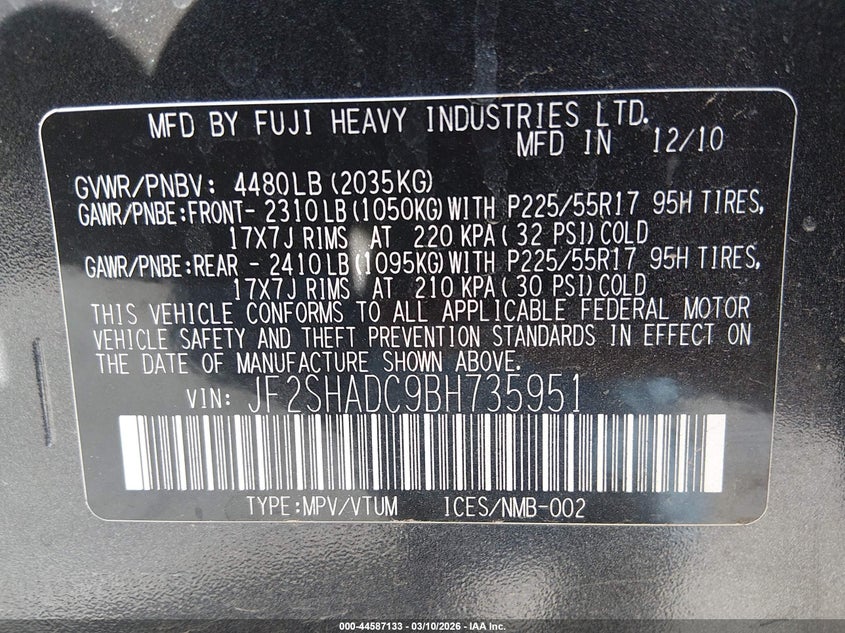 MFD BY FUJI HEAVY INDUSTRIES LTD.
MFD IN 12/10
GVWR/PNBV: 4480LB(2035KG)
GAWR/PNBE:FRONT- 2310LB(1050KG)WITH P225/55R17 95H TIRES,
17X7J RIMS AT 220 KPA( 32 PSI)COLD
GAWR/PNBE:REAR - 2410LB(1095KG)WITH P225/55R17 95H TIRES,
17X7J RIMS AT 210 KPA( 30 PSI)COLD
THIS VEHICLE CONFORMS TO ALL APPLICABLE FEDERAL MOTOR
VEHICLE SAFETY AND THEFT PREVENTION STANDARDS IN EFFECT ON
THE DATE OF MANUFACTURE SHOWN ABOVE.
VIN: JF2SHADC9BH735951
TYPE:MPV/VTUM ICES/NMB-002
000-44587133 - 03/10/2026 - IAA Inc.